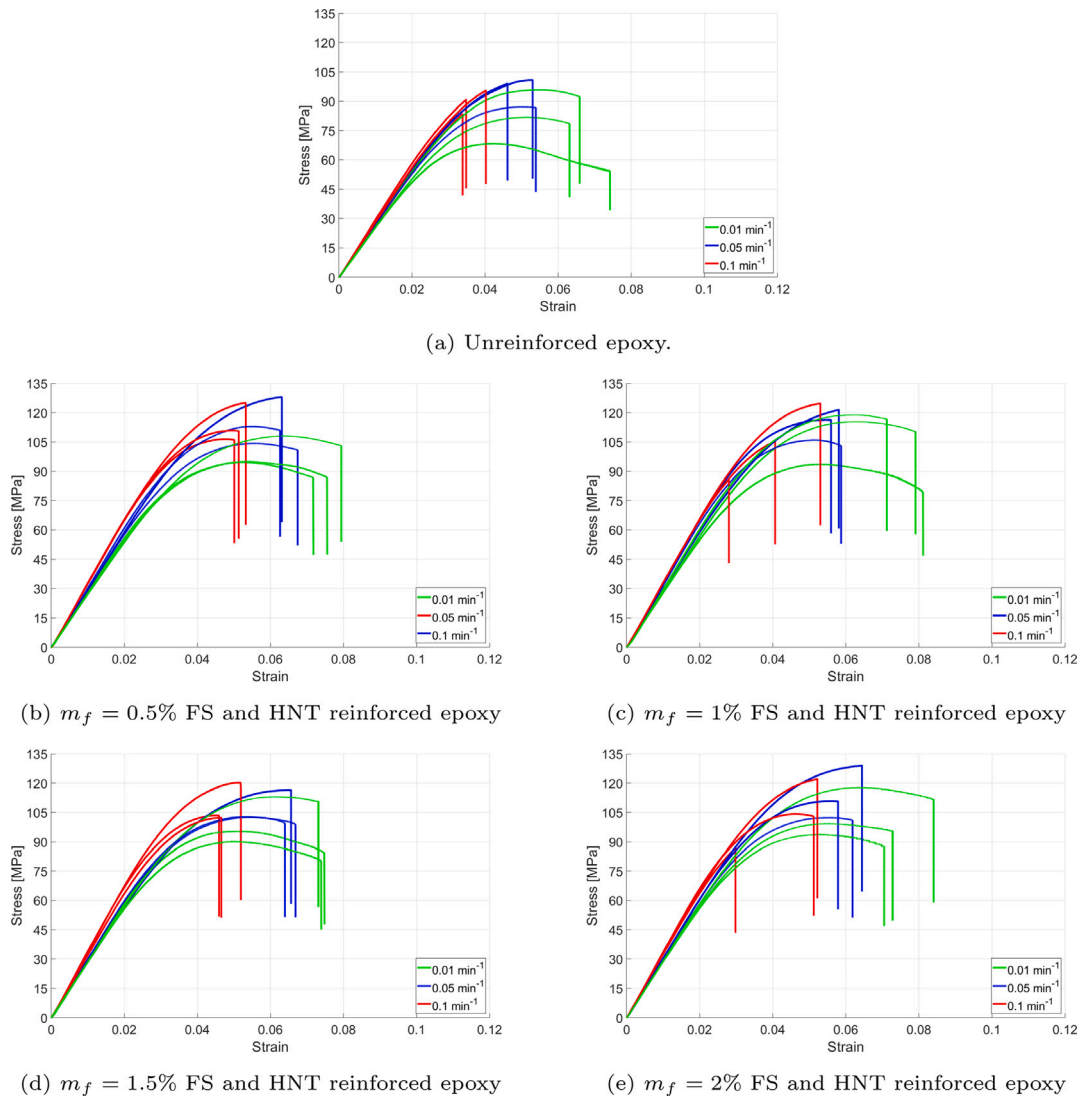 135
120
105
90
75
60
45
30
15
0
Stress [MPa]
0 0.02 0.04 0.06 0.08 0.1 0.12
Strain
0.01 min⁻¹
0.05 min⁻¹
0.1 min⁻¹
(a) Unreinforced epoxy.
135
120
105
90
75
60
45
30
15
0
Stress [MPa]
0 0.02 0.04 0.06 0.08 0.1 0.12
Strain
0.01 min⁻¹
0.05 min⁻¹
0.1 min⁻¹
(b) m_f = 0.5% FS and HNT reinforced epoxy
135
120
105
90
75
60
45
30
15
0
Stress [MPa]
0 0.02 0.04 0.06 0.08 0.1 0.12
Strain
0.01 min⁻¹
0.05 min⁻¹
0.1 min⁻¹
(c) m_f = 1% FS and HNT reinforced epoxy
135
120
105
90
75
60
45
30
15
0
Stress [MPa]
0 0.02 0.04 0.06 0.08 0.1 0.12
Strain
0.01 min⁻¹
0.05 min⁻¹
0.1 min⁻¹
(d) m_f = 1.5% FS and HNT reinforced epoxy
135
120
105
90
75
60
45
30
15
0
Stress [MPa]
0 0.02 0.04 0.06 0.08 0.1 0.12
Strain
0.01 min⁻¹
0.05 min⁻¹
0.1 min⁻¹
(e) m_f = 2% FS and HNT reinforced epoxy